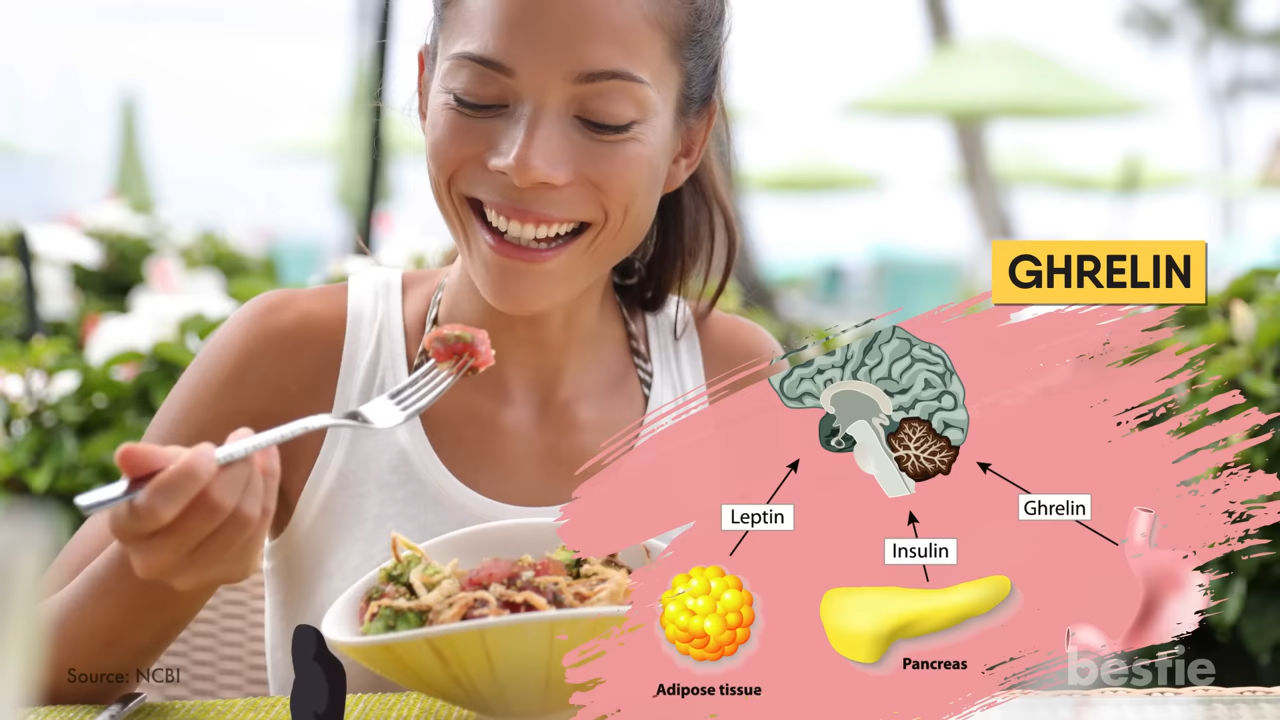 GHRELIN
Leptin
Ghrelin
Insulin
Pancreas
Adipose tissue
Source: NCBI
bestie